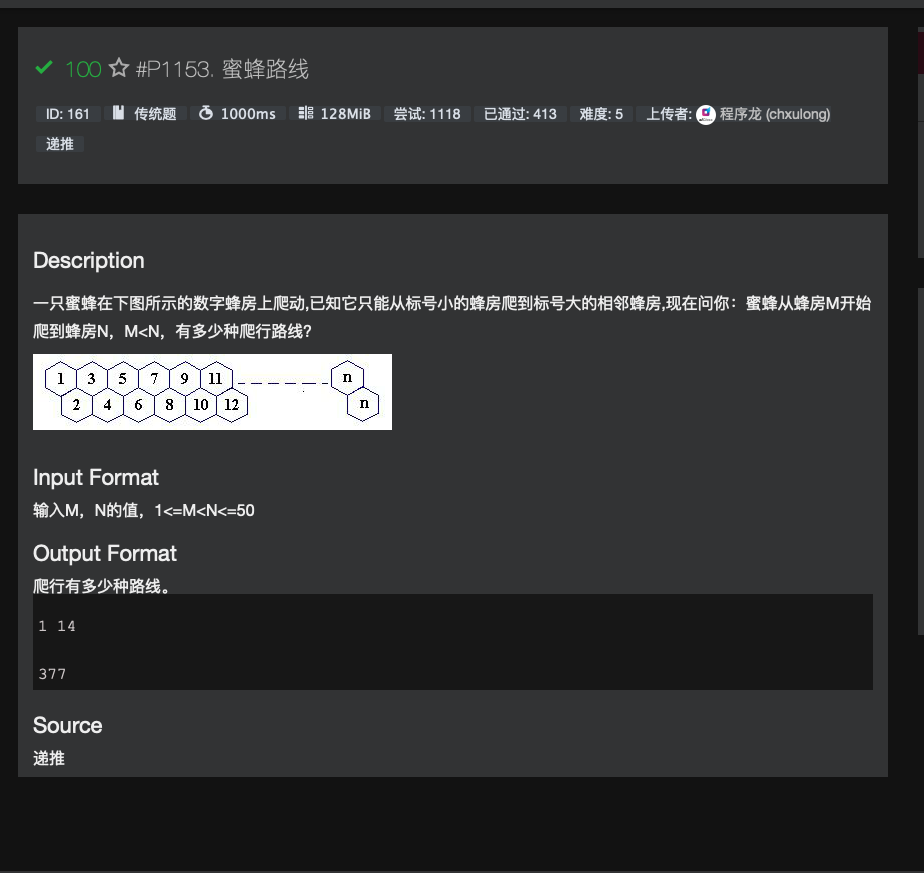 100 #P1153. 蜜蜂路线
ID: 161 传统题 1000ms 128MiB 尝试: 1118 已通过: 413 难度: 5 上传者: 程序龙 (chxulong)
递推
Description
一只蜜蜂在下图所示的数字蜂房上爬动,已知它只能从标号小的蜂房爬到标号大的相邻蜂房,现在问你：蜜蜂从蜂房M开始
爬到蜂房N，M<N，有多少种爬行路线？
1 3 5 7 9 11 n
2 4 6 8 10 12 n
Input Format
输入M，N的值，1<=M<N<=50
Output Format
爬行有多少种路线。
1 14
377
Source
递推